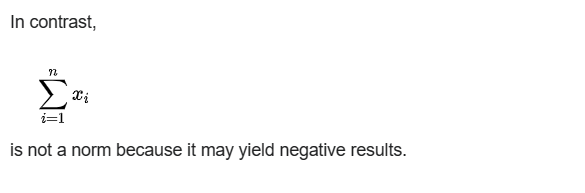 In contrast,
n
∑ xᵢ
i=1
is not a norm because it may yield negative results.